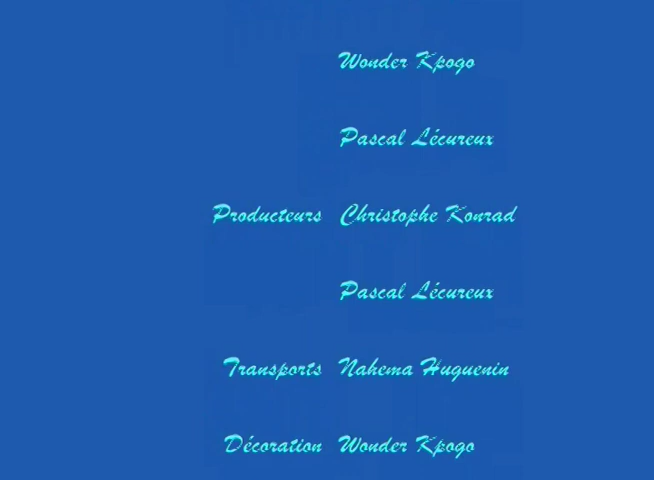 Wonder Kpogo
Pascal Lécureux
Producteurs Christophe Konrad
Pascal Lécureux
Transports Nahema Huguenin
Décoration Wonder Kpogo